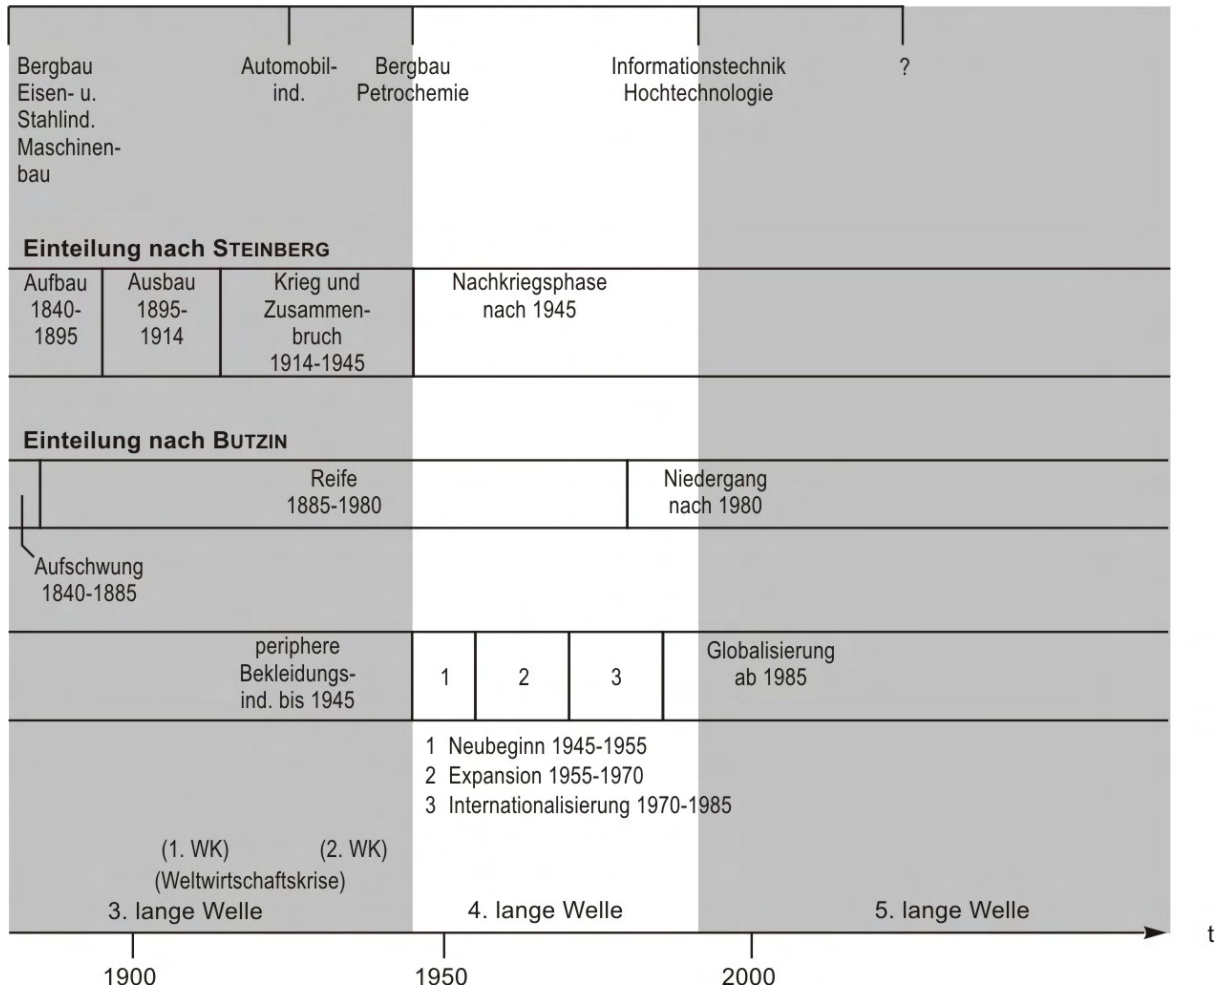 Bergbau
Eisen- u.
Stahlind.
Maschinen-
bau
Automobil-
ind.
Bergbau
Petrochemie
Informationstechnik
Hochtechnologie
?
Einteilung nach STEINBERG
Aufbau
1840-
1895
Ausbau
1895-
1914
Krieg und
Zusammen-
bruch
1914-1945
Nachkriegsphase
nach 1945
Einteilung nach BUTZIN
Reife
1885-1980
Niedergang
nach 1980
Aufschwung
1840-1885
periphere
Bekleidungs-
ind. bis 1945
1
2
3
Globalisierung
ab 1985
1 Neubeginn 1945-1955
2 Expansion 1955-1970
3 Internationalisierung 1970-1985
(1. WK) (2. WK)
(Weltwirtschaftskrise)
3. lange Welle
4. lange Welle
5. lange Welle
t
1900
1950
2000